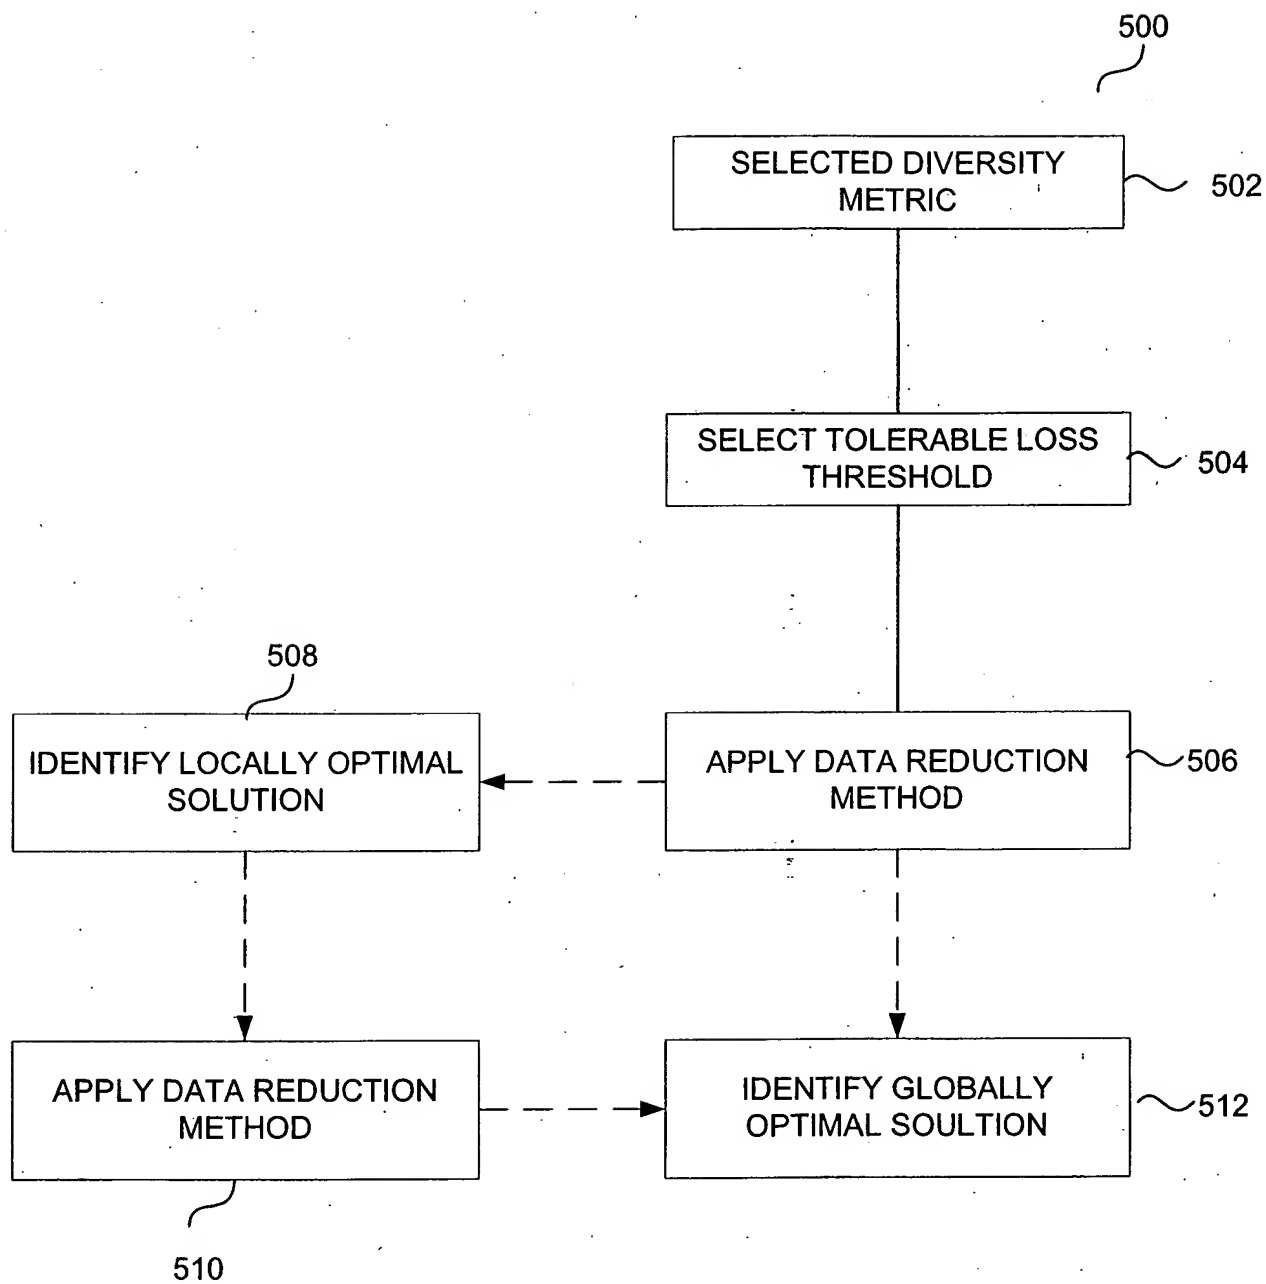 500
SELECTED DIVERSITY
METRIC
502
SELECT TOLERABLE LOSS
THRESHOLD
504
508
IDENTIFY LOCALLY OPTIMAL
SOLUTION
APPLY DATA REDUCTION
METHOD
506
APPLY DATA REDUCTION
METHOD
510
IDENTIFY GLOBALLY
OPTIMAL SOULTION
512